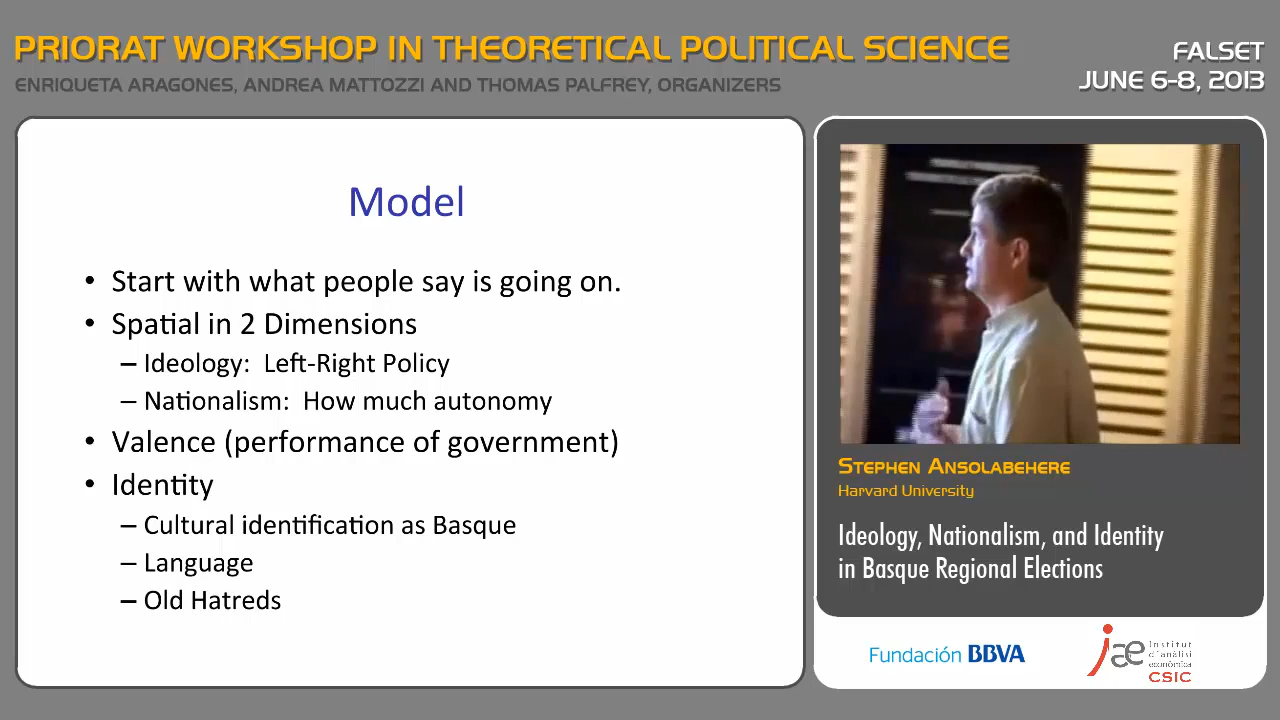 PRIORAT WORKSHOP IN THEORETICAL POLITICAL SCIENCE
ENRIQUETA ARAGONES, ANDREA MATTOZZI AND THOMAS PALFREY, ORGANIZERS
FALSET
JUNE 6-8, 2013
Model
• Start with what people say is going on.
• Spatial in 2 Dimensions
– Ideology: Left-Right Policy
– Nationalism: How much autonomy
• Valence (performance of government)
• Identity
– Cultural identification as Basque
– Language
– Old Hatreds
STEPHEN ANSOLABEHERE
Harvard University
Ideology, Nationalism, and Identity
in Basque Regional Elections
Fundación BBVA
iae
Institut
d'anàlisi
econòmica
CSIC